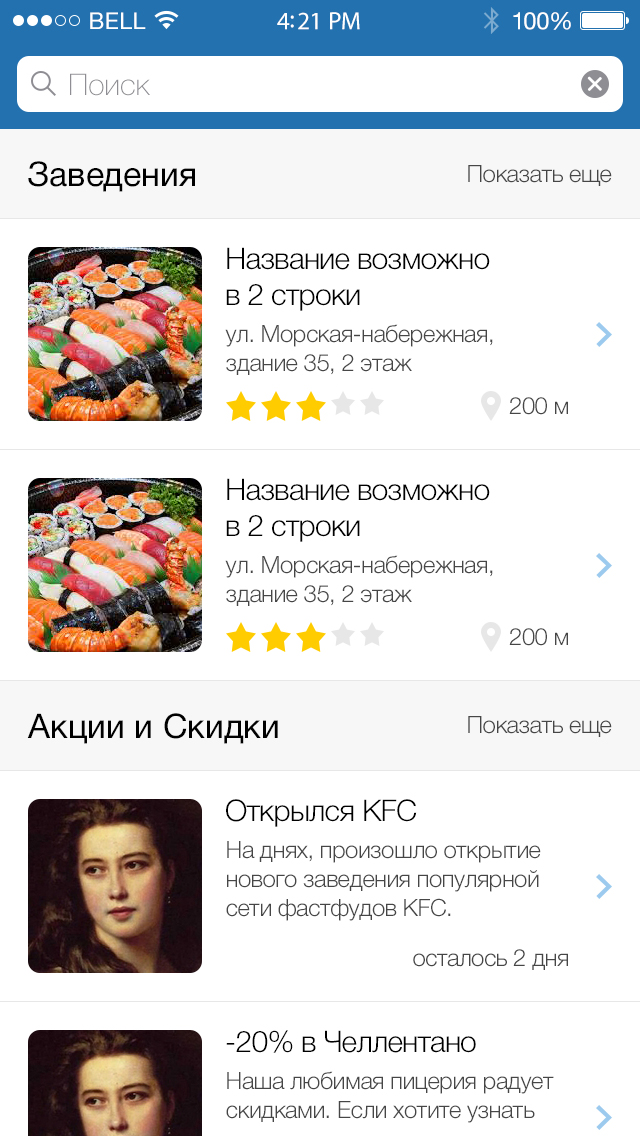 BELL 4:21 PM 100%
Поиск
Заведения Показать еще
Название возможно
в 2 строки
ул. Морская-набережная,
здание 35, 2 этаж
200 м
Название возможно
в 2 строки
ул. Морская-набережная,
здание 35, 2 этаж
200 м
Акции и Скидки Показать еще
Открылся KFC
На днях, произошло открытие
нового заведения популярной
сети фастфудов KFC.
осталось 2 дня
-20% в Челлентано
Наша любимая пицерия радует
скидками. Если хотите узнать